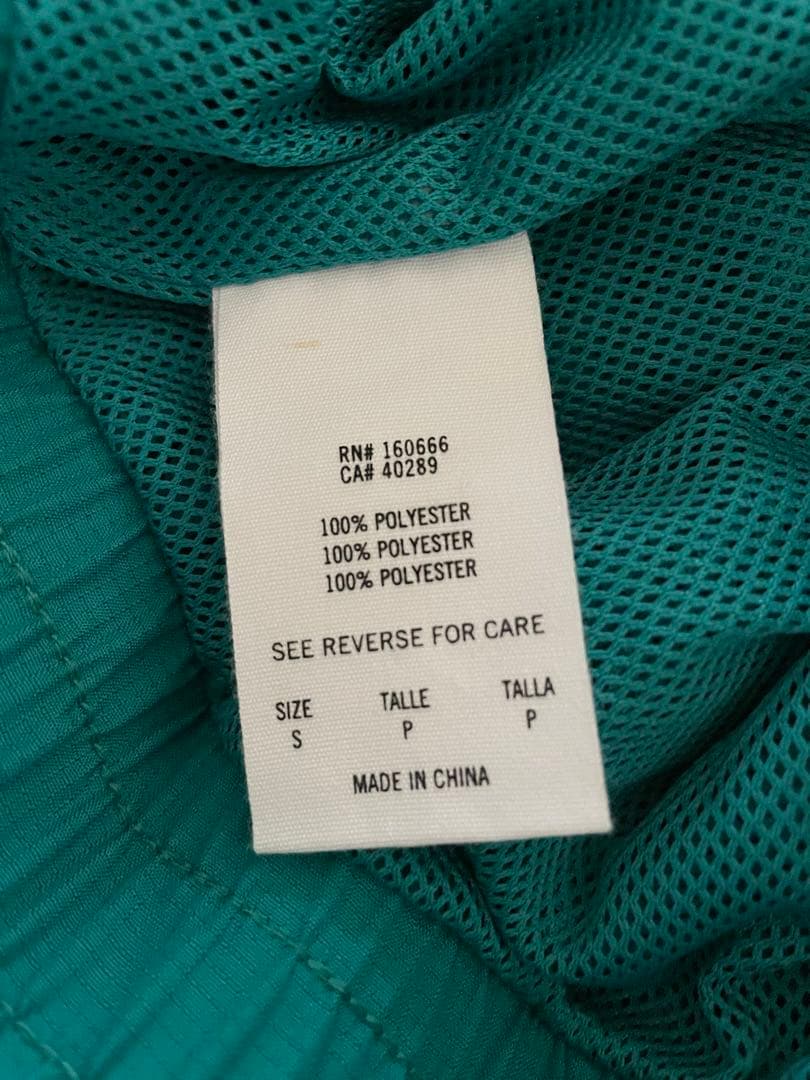 RN# 160666
CA# 40289
100% POLYESTER
100% POLYESTER
100% POLYESTER
SEE REVERSE FOR CARE
SIZE TALLE TALLA
S P P
MADE IN CHINA